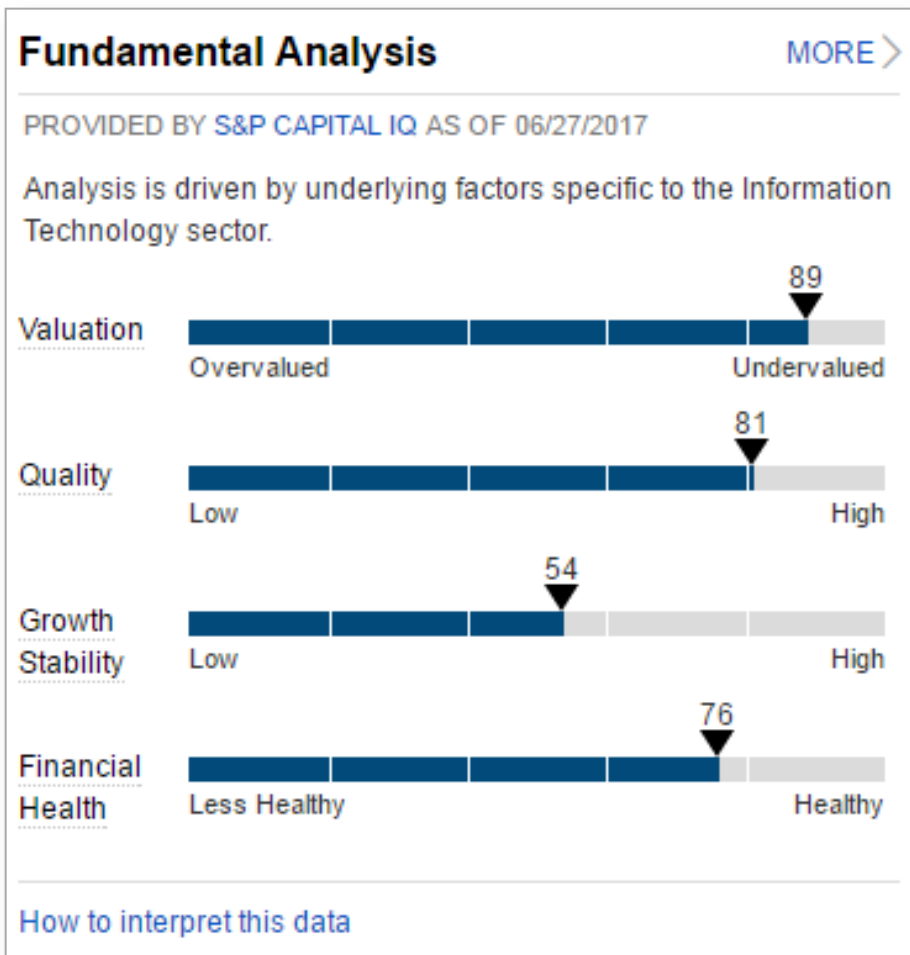 Fundamental Analysis MORE
PROVIDED BY S&P CAPITAL IQ AS OF 06/27/2017
Analysis is driven by underlying factors specific to the Information
Technology sector.
89
Valuation
Overvalued Undervalued
81
Quality
Low High
54
Growth
Stability
Low High
76
Financial
Health
Less Healthy Healthy
How to interpret this data